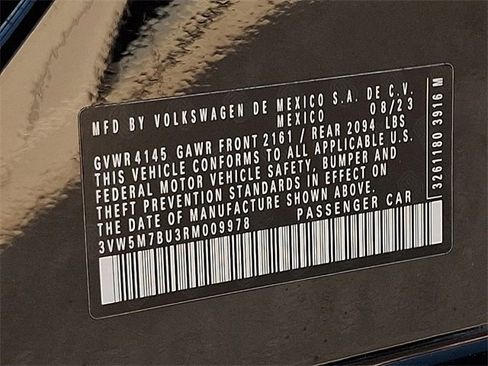 MFD BY VOLKSWAGEN DE MEXICO S.A. DE C.V.
MEXICO 08/23
GVWR 4145 GAWR FRONT 2161 / REAR 2094 LBS
THIS VEHICLE CONFORMS TO ALL APPLICABLE U.S.
FEDERAL MOTOR VEHICLE SAFETY, BUMPER AND
THEFT PREVENTION STANDARDS IN EFFECT ON
THE DATE OF MANUFACTURE SHOWN ABOVE.
3VW5M7BU3RM009978 PASSENGER CAR
32611180 3916 M